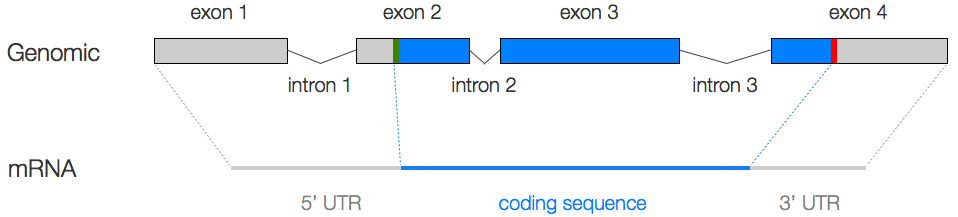 exon 1 exon 2 exon 3 exon 4
Genomic
intron 1 intron 2 intron 3
mRNA
5’ UTR coding sequence 3’ UTR